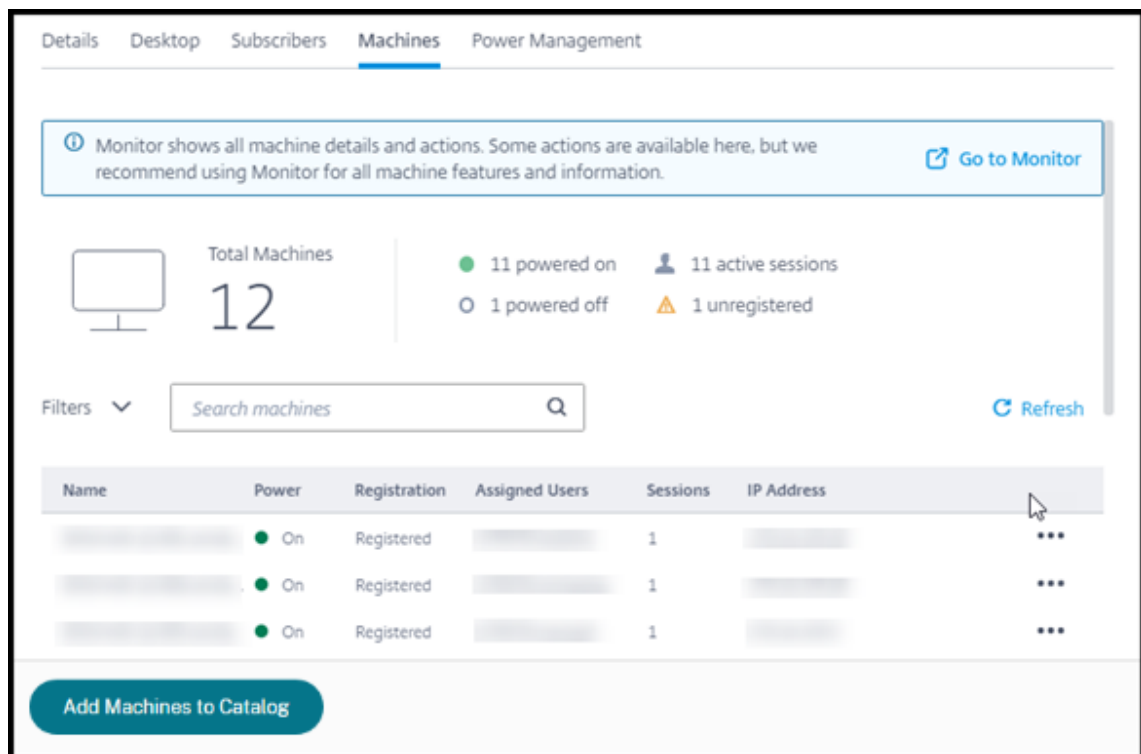 Details Desktop Subscribers Machines Power Management
Monitor shows all machine details and actions. Some actions are available here, but we
recommend using Monitor for all machine features and information.
Go to Monitor
Total Machines
12
11 powered on 11 active sessions
1 powered off 1 unregistered
Filters Search machines Refresh
Name Power Registration Assigned Users Sessions IP Address
On Registered 1
On Registered 1
On Registered 1
Add Machines to Catalog